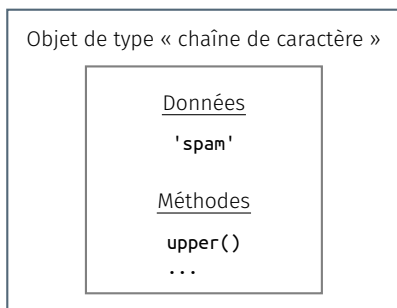 Objet de type « chaîne de caractère »
Données
'spam'
Méthodes
upper()
...